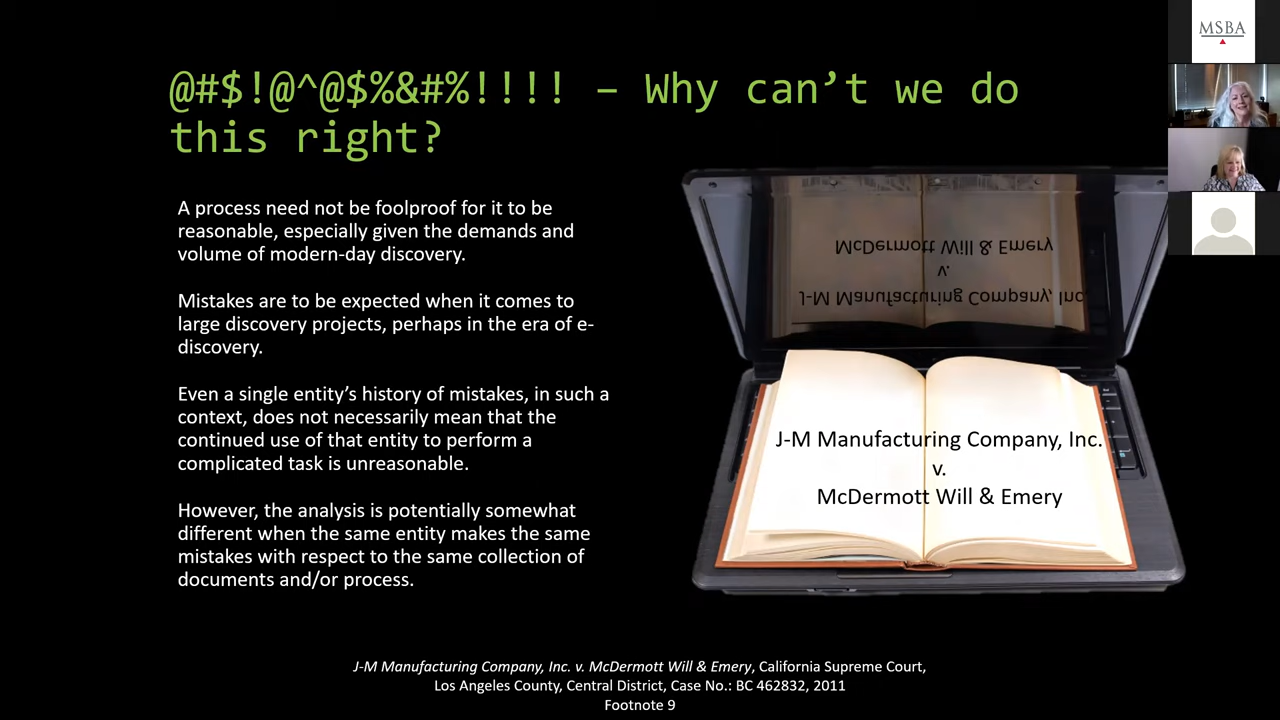 @#$!@^@$%&#%!!!! – Why can’t we do
this right?
A process need not be foolproof for it to be
reasonable, especially given the demands and
volume of modern-day discovery.
Mistakes are to be expected when it comes to
large discovery projects, perhaps in the era of e-
discovery.
Even a single entity’s history of mistakes, in such a
context, does not necessarily mean that the
continued use of that entity to perform a
complicated task is unreasonable.
However, the analysis is potentially somewhat
different when the same entity makes the same
mistakes with respect to the same collection of
documents and/or process.
McDermott Will & Emery
v.
J-M Manufacturing Company, Inc.
J-M Manufacturing Company, Inc.
v.
McDermott Will & Emery
J-M Manufacturing Company, Inc. v. McDermott Will & Emery, California Supreme Court,
Los Angeles County, Central District, Case No.: BC 462832, 2011
Footnote 9
MSBA